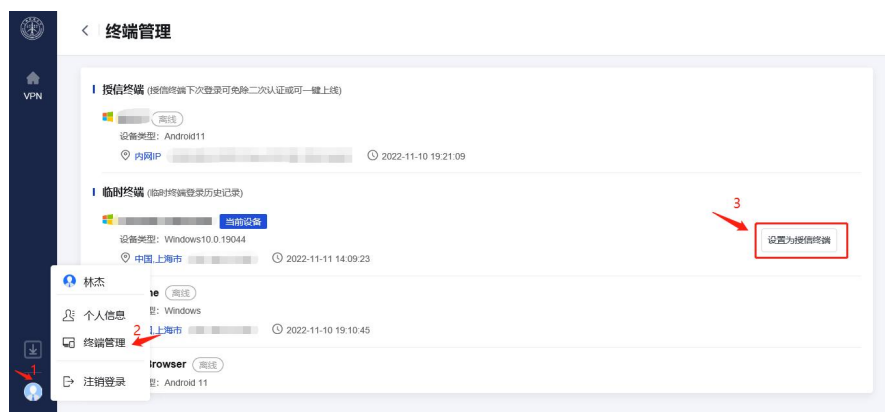 终端管理
VPN
授信终端 (授信终端下次登录可免除二次认证或可一键上线)
离线
设备类型: Android11
内网IP 2022-11-10 19:21:09
临时终端 (临时终端登录历史记录)
当前设备
3
设备类型: Windows10.0.19044
设置为授信终端
中国,上海市 2022-11-11 14:09:23
林杰
离线
个人信息
Windows
2
上海市 2022-11-10 19:10:45
终端管理
rowser 离线
1
注销登录
Android 11